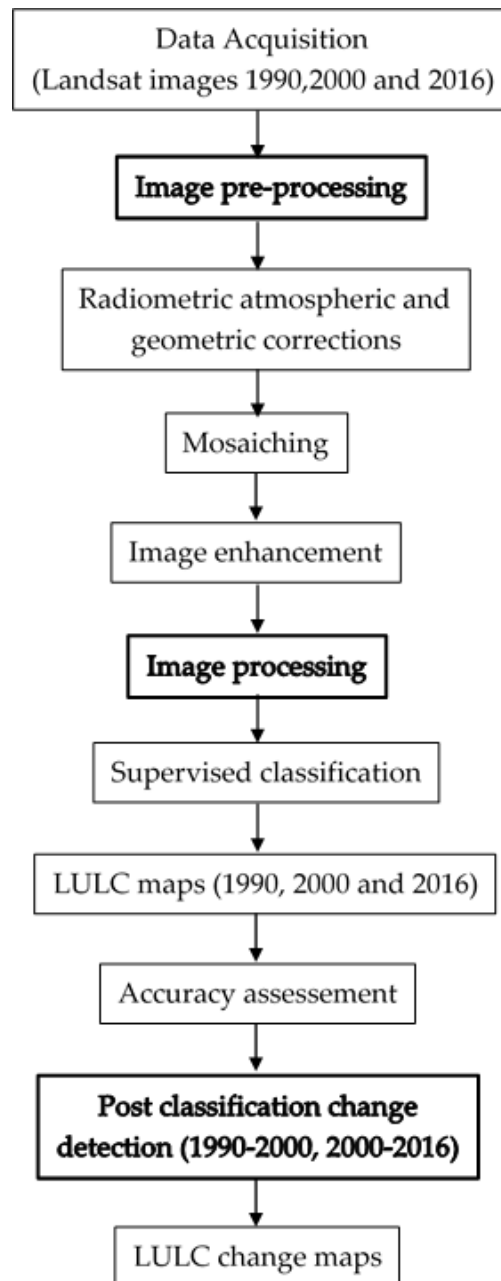 Data Acquisition
(Landsat images 1990,2000 and 2016)
Image pre-processing
Radiometric atmospheric and
geometric corrections
Mosaiching
Image enhancement
Image processing
Supervised classification
LULC maps (1990, 2000 and 2016)
Accuracy assessement
Post classification change
detection (1990-2000, 2000-2016)
LULC change maps